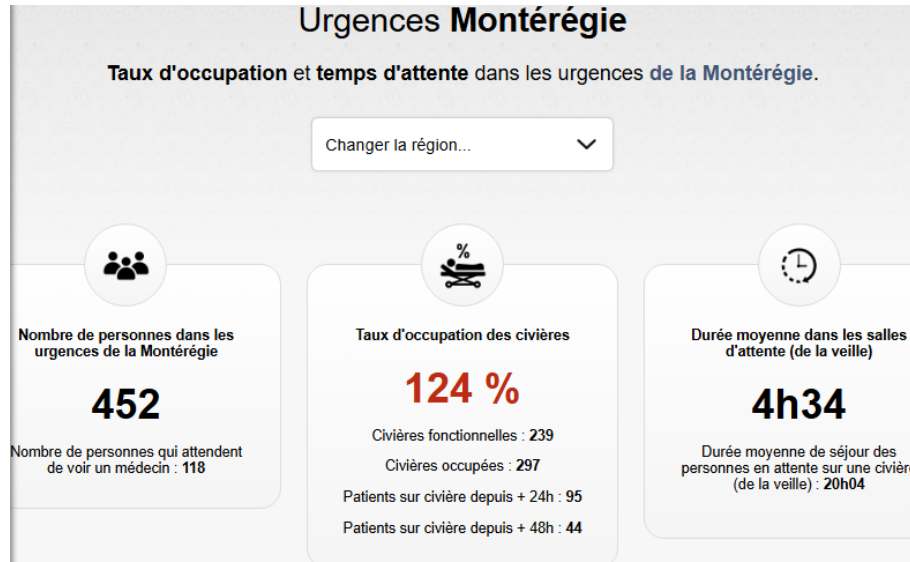 Urgences Montérégie
Taux d'occupation et temps d'attente dans les urgences de la Montérégie.
Changer la région...
Nombre de personnes dans les
urgences de la Montérégie
452
Nombre de personnes qui attendent
de voir un médecin : 118
%
Taux d'occupation des civières
124 %
Civières fonctionnelles : 239
Civières occupées : 297
Patients sur civière depuis + 24h : 95
Patients sur civière depuis + 48h : 44
Durée moyenne dans les salles
d'attente (de la veille)
4h34
Durée moyenne de séjour des
personnes en attente sur une civière
(de la veille) : 20h04